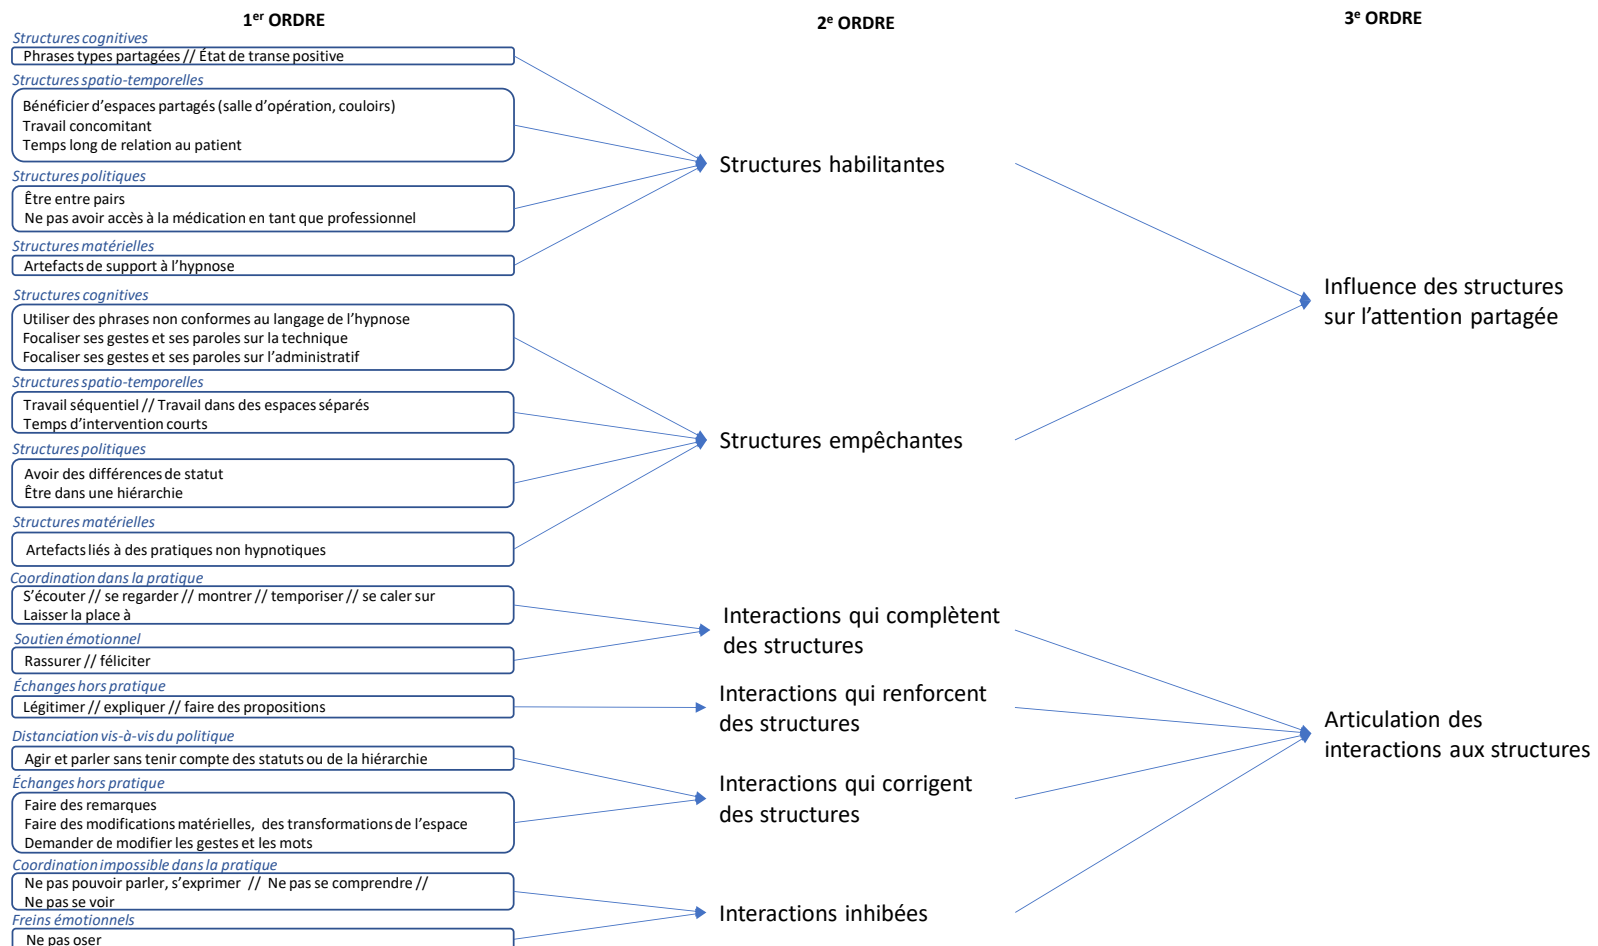 1er ORDRE
2e ORDRE
3e ORDRE
Structures cognitives
Phrases types partagées // État de transe positive
Structures spatio-temporelles
Bénéficier d’espaces partagés (salle d’opération, couloirs)
Travail concomitant
Temps long de relation au patient
Structures politiques
Être entre pairs
Ne pas avoir accès à la médication en tant que professionnel
Structures matérielles
Artefacts de support à l’hypnose
Structures habilitantes
Structures cognitives
Utiliser des phrases non conformes au langage de l’hypnose
Focaliser ses gestes et ses paroles sur la technique
Focaliser ses gestes et ses paroles sur l’administratif
Structures spatio-temporelles
Travail séquentiel // Travail dans des espaces séparés
Temps d’intervention courts
Structures politiques
Avoir des différences de statut
Être dans une hiérarchie
Structures matérielles
Artefacts liés à des pratiques non hypnotiques
Structures empêchantes
Influence des structures
sur l’attention partagée
Coordination dans la pratique
S’écouter // se regarder // montrer // temporiser // se caler sur
Laisser la place à
Soutien émotionnel
Rassurer // féliciter
Interactions qui complètent
des structures
Échanges hors pratique
Légitimer // expliquer // faire des propositions
Interactions qui renforcent
des structures
Distanciation vis-à-vis du politique
Agir et parler sans tenir compte des statuts ou de la hiérarchie
Échanges hors pratique
Faire des remarques
Faire des modifications matérielles, des transformations de l’espace
Demander de modifier les gestes et les mots
Interactions qui corrigent
des structures
Coordination impossible dans la pratique
Ne pas pouvoir parler, s’exprimer // Ne pas se comprendre //
Ne pas se voir
Freins émotionnels
Ne pas oser
Interactions inhibées
Articulation des
interactions aux structures